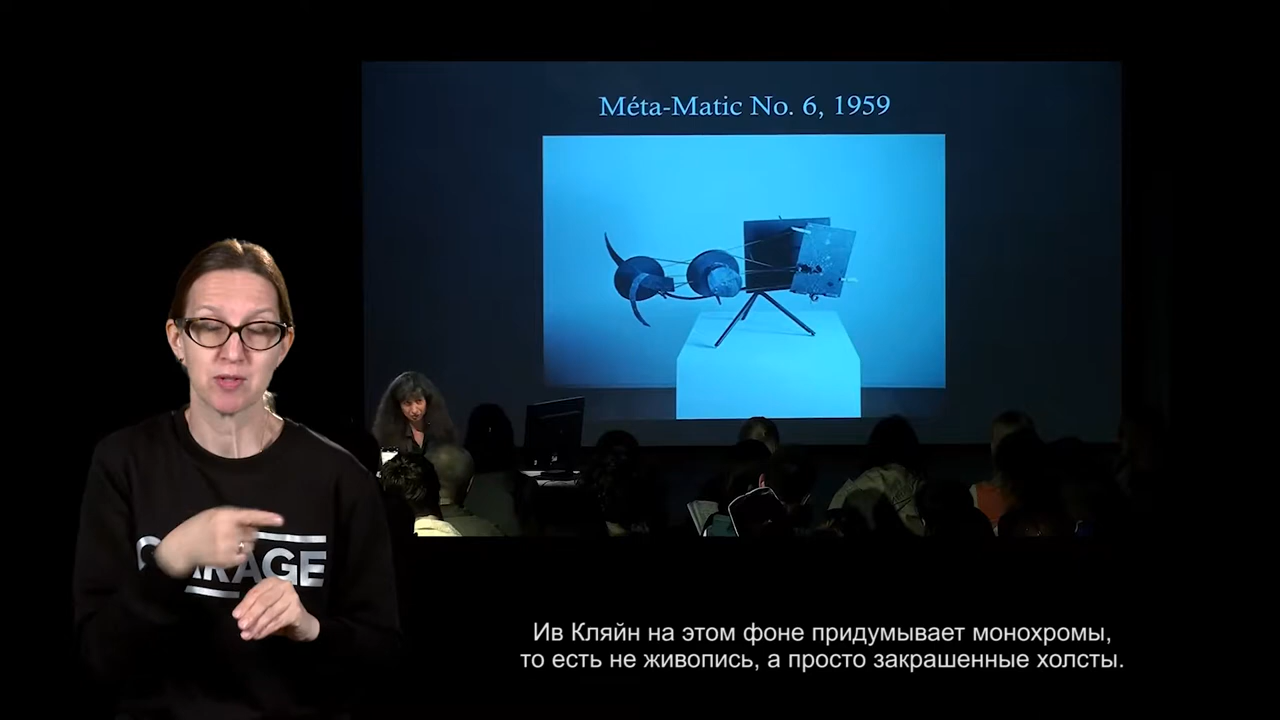 Méta-Matic No. 6, 1959
GARAGE
Ив Кляйн на этом фоне придумывает монохромы,
то есть не живопись, а просто закрашенные холсты.